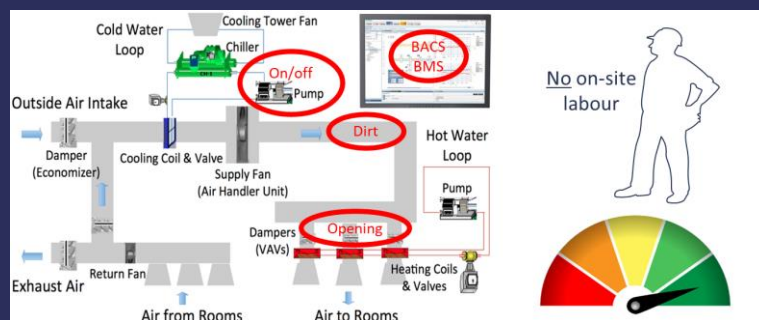 Cooling Tower Fan
Cold Water
Loop
Chiller
On/off
Pump
BACS
BMS
No on-site
labour
Outside Air Intake
Damper
(Economizer)
Cooling Coil & Valve
Supply Fan
(Air Handler Unit)
Dirt
Hot Water
Loop
Pump
Opening
Dampers
(VAVs)
Heating Coils
& Valves
Return Fan
Exhaust Air
Air from Rooms
Air to Rooms